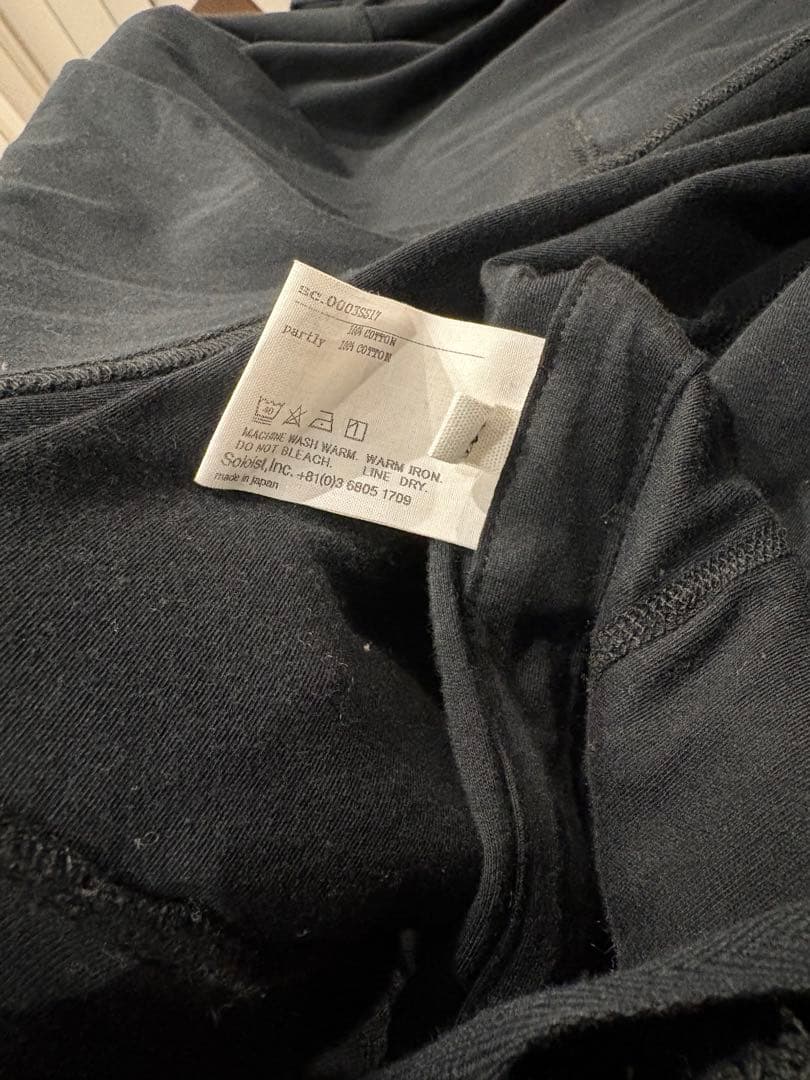 sc.0003SS17
100% COTTON
partly 100% COTTON
40
MACHINE WASH WARM. WARM IRON.
DO NOT BLEACH. LINE DRY.
Soloist, Inc. +81(0)3 6805 1709
made in japan